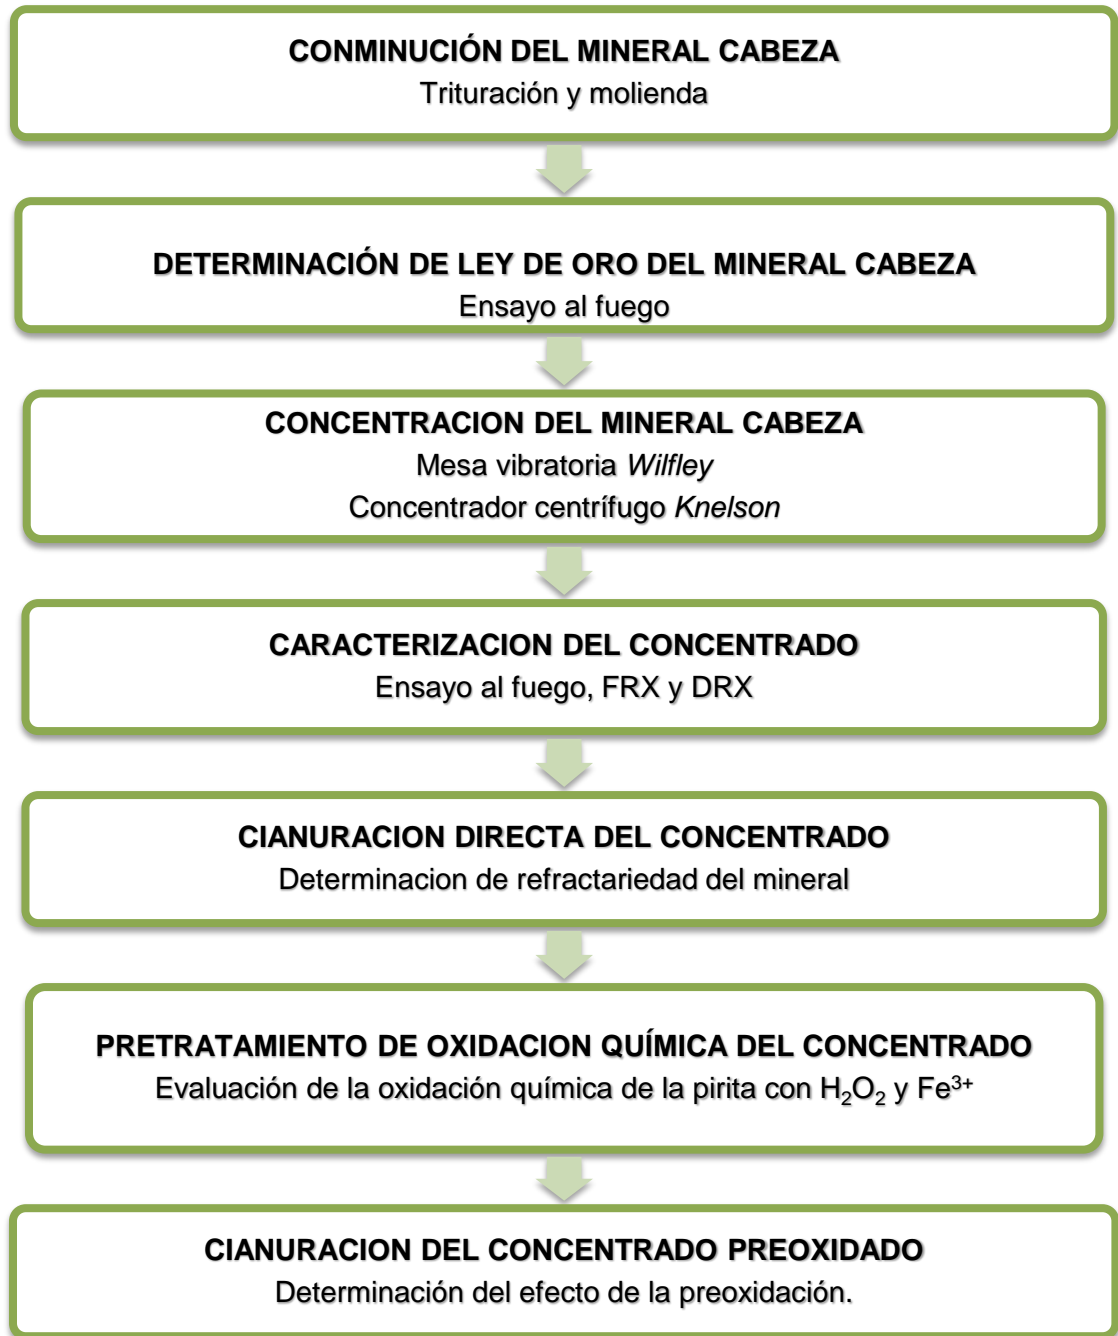 CONMINUCIÓN DEL MINERAL CABEZA
Trituración y molienda
DETERMINACIÓN DE LEY DE ORO DEL MINERAL CABEZA
Ensayo al fuego
CONCENTRACION DEL MINERAL CABEZA
Mesa vibratoria Wilfley
Concentrador centrífugo Knelson
CARACTERIZACION DEL CONCENTRADO
Ensayo al fuego, FRX y DRX
CIANURACION DIRECTA DEL CONCENTRADO
Determinacion de refractariedad del mineral
PRETRATAMIENTO DE OXIDACION QUÍMICA DEL CONCENTRADO
Evaluación de la oxidación química de la pirita con H₂O₂ y Fe³⁺
CIANURACION DEL CONCENTRADO PREOXIDADO
Determinación del efecto de la preoxidación.